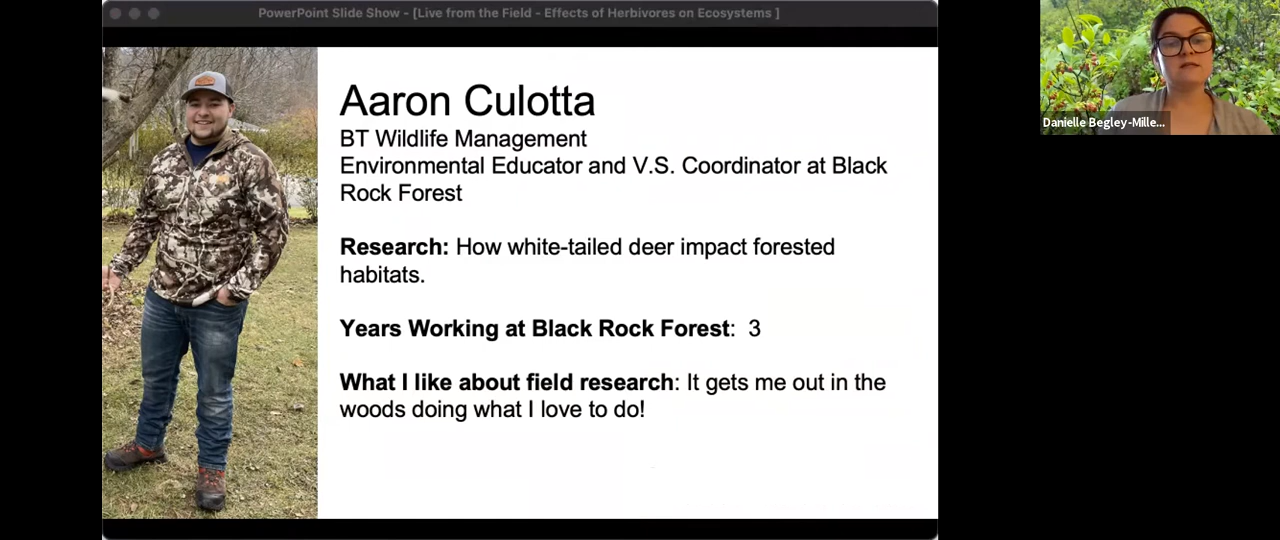 PowerPoint Slide Show - [Live from the Field - Effects of Herbivores on Ecosystems ]
Aaron Culotta
BT Wildlife Management
Environmental Educator and V.S. Coordinator at Black
Rock Forest
Research: How white-tailed deer impact forested
habitats.
Years Working at Black Rock Forest: 3
What I like about field research: It gets me out in the
woods doing what I love to do!
Danielle Begley-Mille...